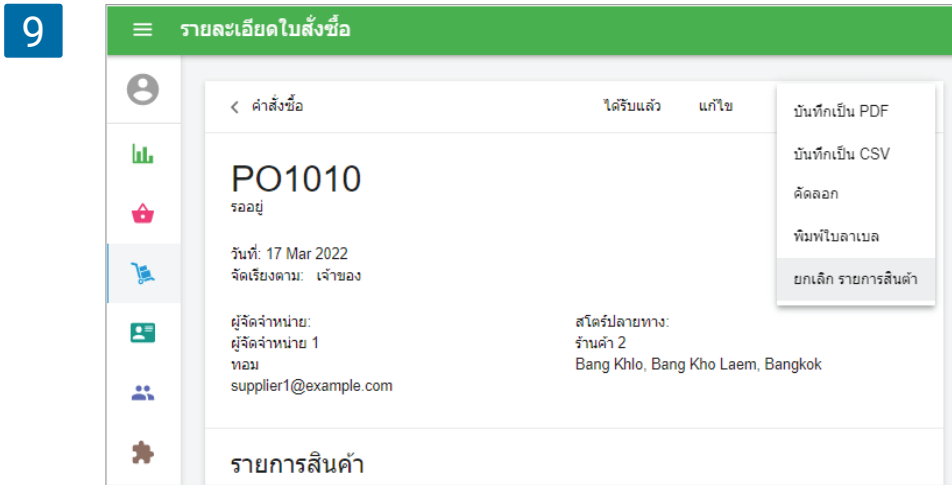 9
รายละเอียดใบสั่งซื้อ
คำสั่งซื้อ
ได้รับแล้ว
แก้ไข
บันทึกเป็น PDF
บันทึกเป็น CSV
คัดลอก
พิมพ์ใบลาเบล
ยกเลิก รายการสินค้า
PO1010
รออยู่
วันที่: 17 Mar 2022
จัดเรียงตาม: เจ้าของ
ผู้จัดจำหน่าย:
ผู้จัดจำหน่าย 1
ทอม
supplier1@example.com
สโตร์ปลายทาง:
ร้านค้า 2
Bang Khlo, Bang Kho Laem, Bangkok
รายการสินค้า